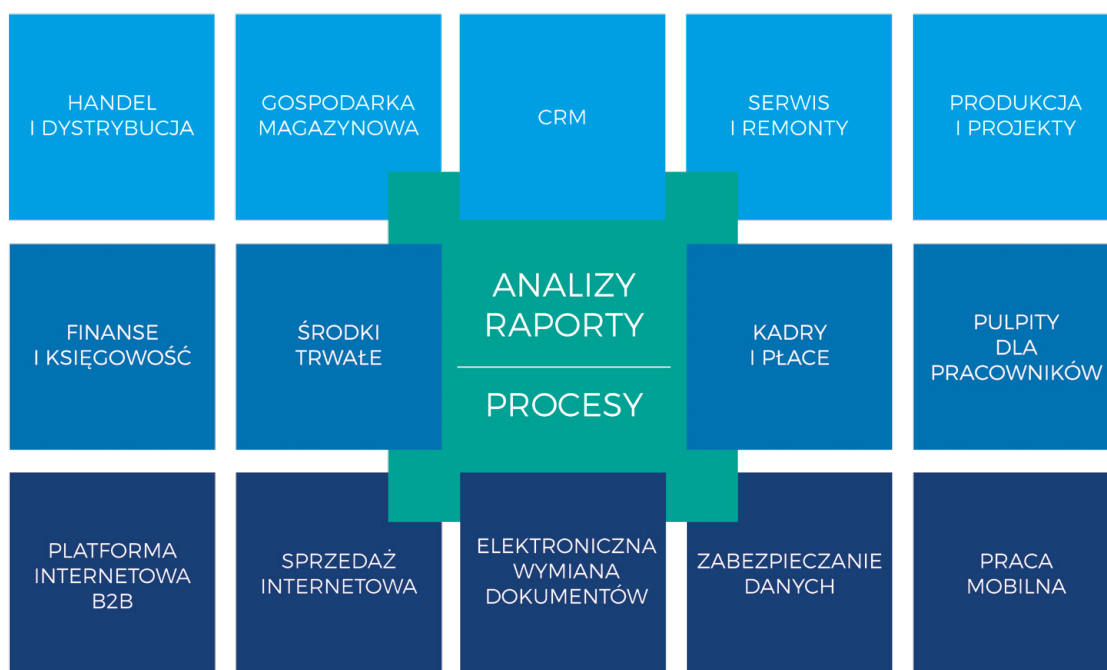 HANDEL
I DYSTRYBUCJA
GOSPODARKA
MAGAZYNOWA
CRM
SERWIS
I REMONTY
PRODUKCJA
I PROJEKTY
FINANSE
I KSIĘGOWOŚĆ
ŚRODKI
TRWAŁE
ANALIZY
RAPORTY
PROCESY
KADRY
I PŁACE
PULPITY
DLA
PRACOWNIKÓW
PLATFORMA
INTERNETOWA
B2B
SPRZEDAŻ
INTERNETOWA
ELEKTRONICZNA
WYMIANA
DOKUMENTÓW
ZABEZPIECZANIE
DANYCH
PRACA
MOBILNA